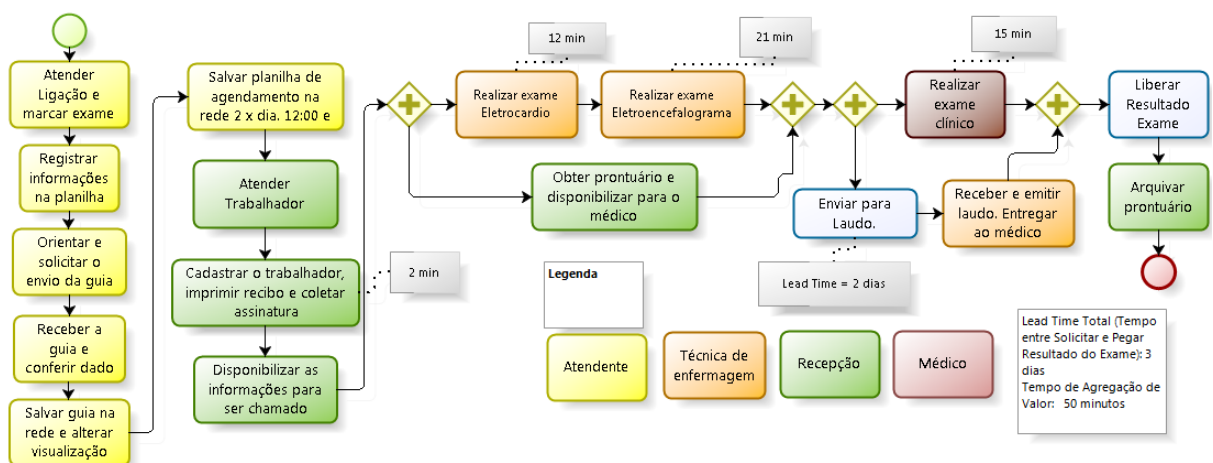 Atender
Ligação e
marcar exame
Registrar
informações
na planilha
Orientar e
solicitar o
envio da guia
Receber a
guia e
conferir dado
Salvar guia na
rede e alterar
visualização
Salvar planilha de
agendamento na
rede 2 x dia. 12:00 e
Atender
Trabalhador
Cadastrar o trabalhador,
imprimir recibo e coletar
assinatura
2 min
Disponibilizar as
informações para
ser chamado
12 min
Realizar exame
Eletrocardio
21 min
Realizar exame
Eletroencefalograma
Obter prontuário e
disponibilizar para o
médico
15 min
Realizar
exame
clínico
Enviar para
Laudo.
Lead Time = 2 dias
Receber e emitir
laudo. Entregar
ao médico
Liberar
Resultado
Exame
Arquivar
prontuário
Legenda
Atendente
Técnica de
enfermagem
Recepção
Médico
Lead Time Total (Tempo
entre Solicitar e Pegar
Resultado do Exame): 3
dias
Tempo de Agregação de
Valor: 50 minutos